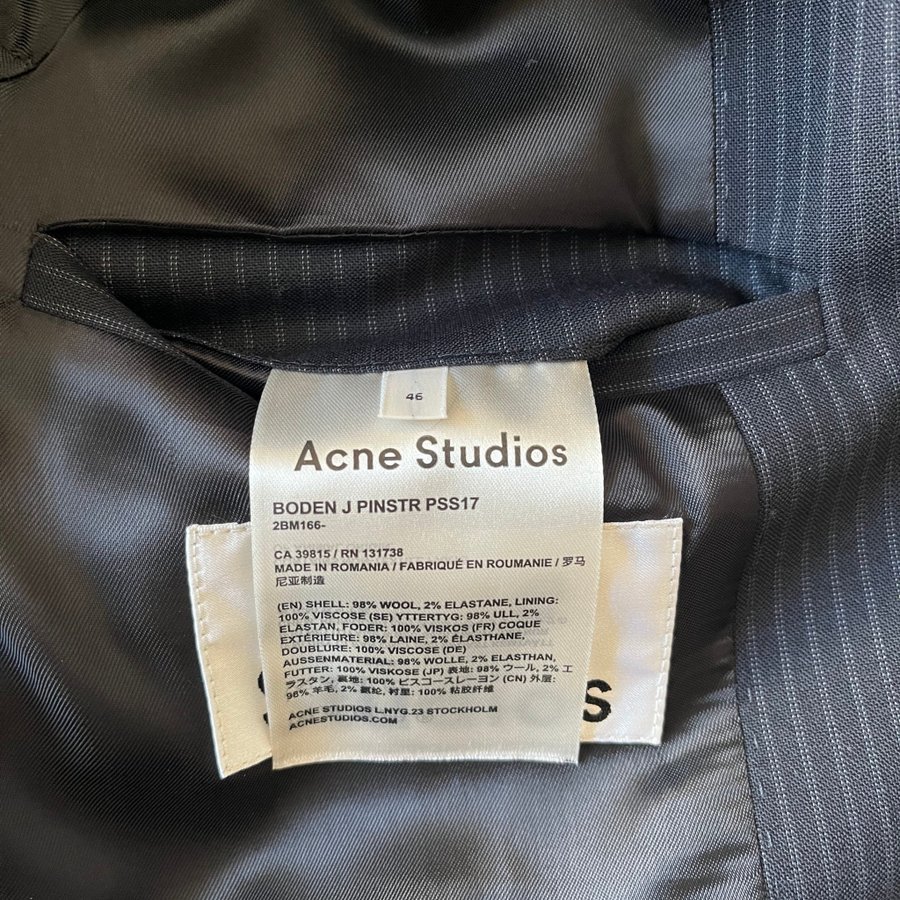 46
Acne Studios
BODEN J PINSTR PSS17
2BM166-
CA 39815 / RN 131738
MADE IN ROMANIA / FABRIQUÉ EN ROUMANIE / 罗马
尼亚制造
(EN) SHELL: 98% WOOL, 2% ELASTANE, LINING:
100% VISCOSE (SE) YTTERTYG: 98% ULL, 2%
ELASTAN, FODER: 100% VISKOS (FR) COQUE
EXTÉRIEURE: 98% LAINE, 2% ÉLASTHANE,
DOUBLURE: 100% VISCOSE (DE)
AUSSENMATERIAL: 98% WOLLE, 2% ELASTHAN,
FUTTER: 100% VISKOSE (JP) 表地: 98% ウール, 2% エ
ラスタン, 裏地: 100% ビスコースレーヨン (CN) 外层:
98% 羊毛, 2% 氨纶, 衬里: 100% 粘胶纤维
ACNE STUDIOS L.NYG.23 STOCKHOLM
ACNESTUDIOS.COM